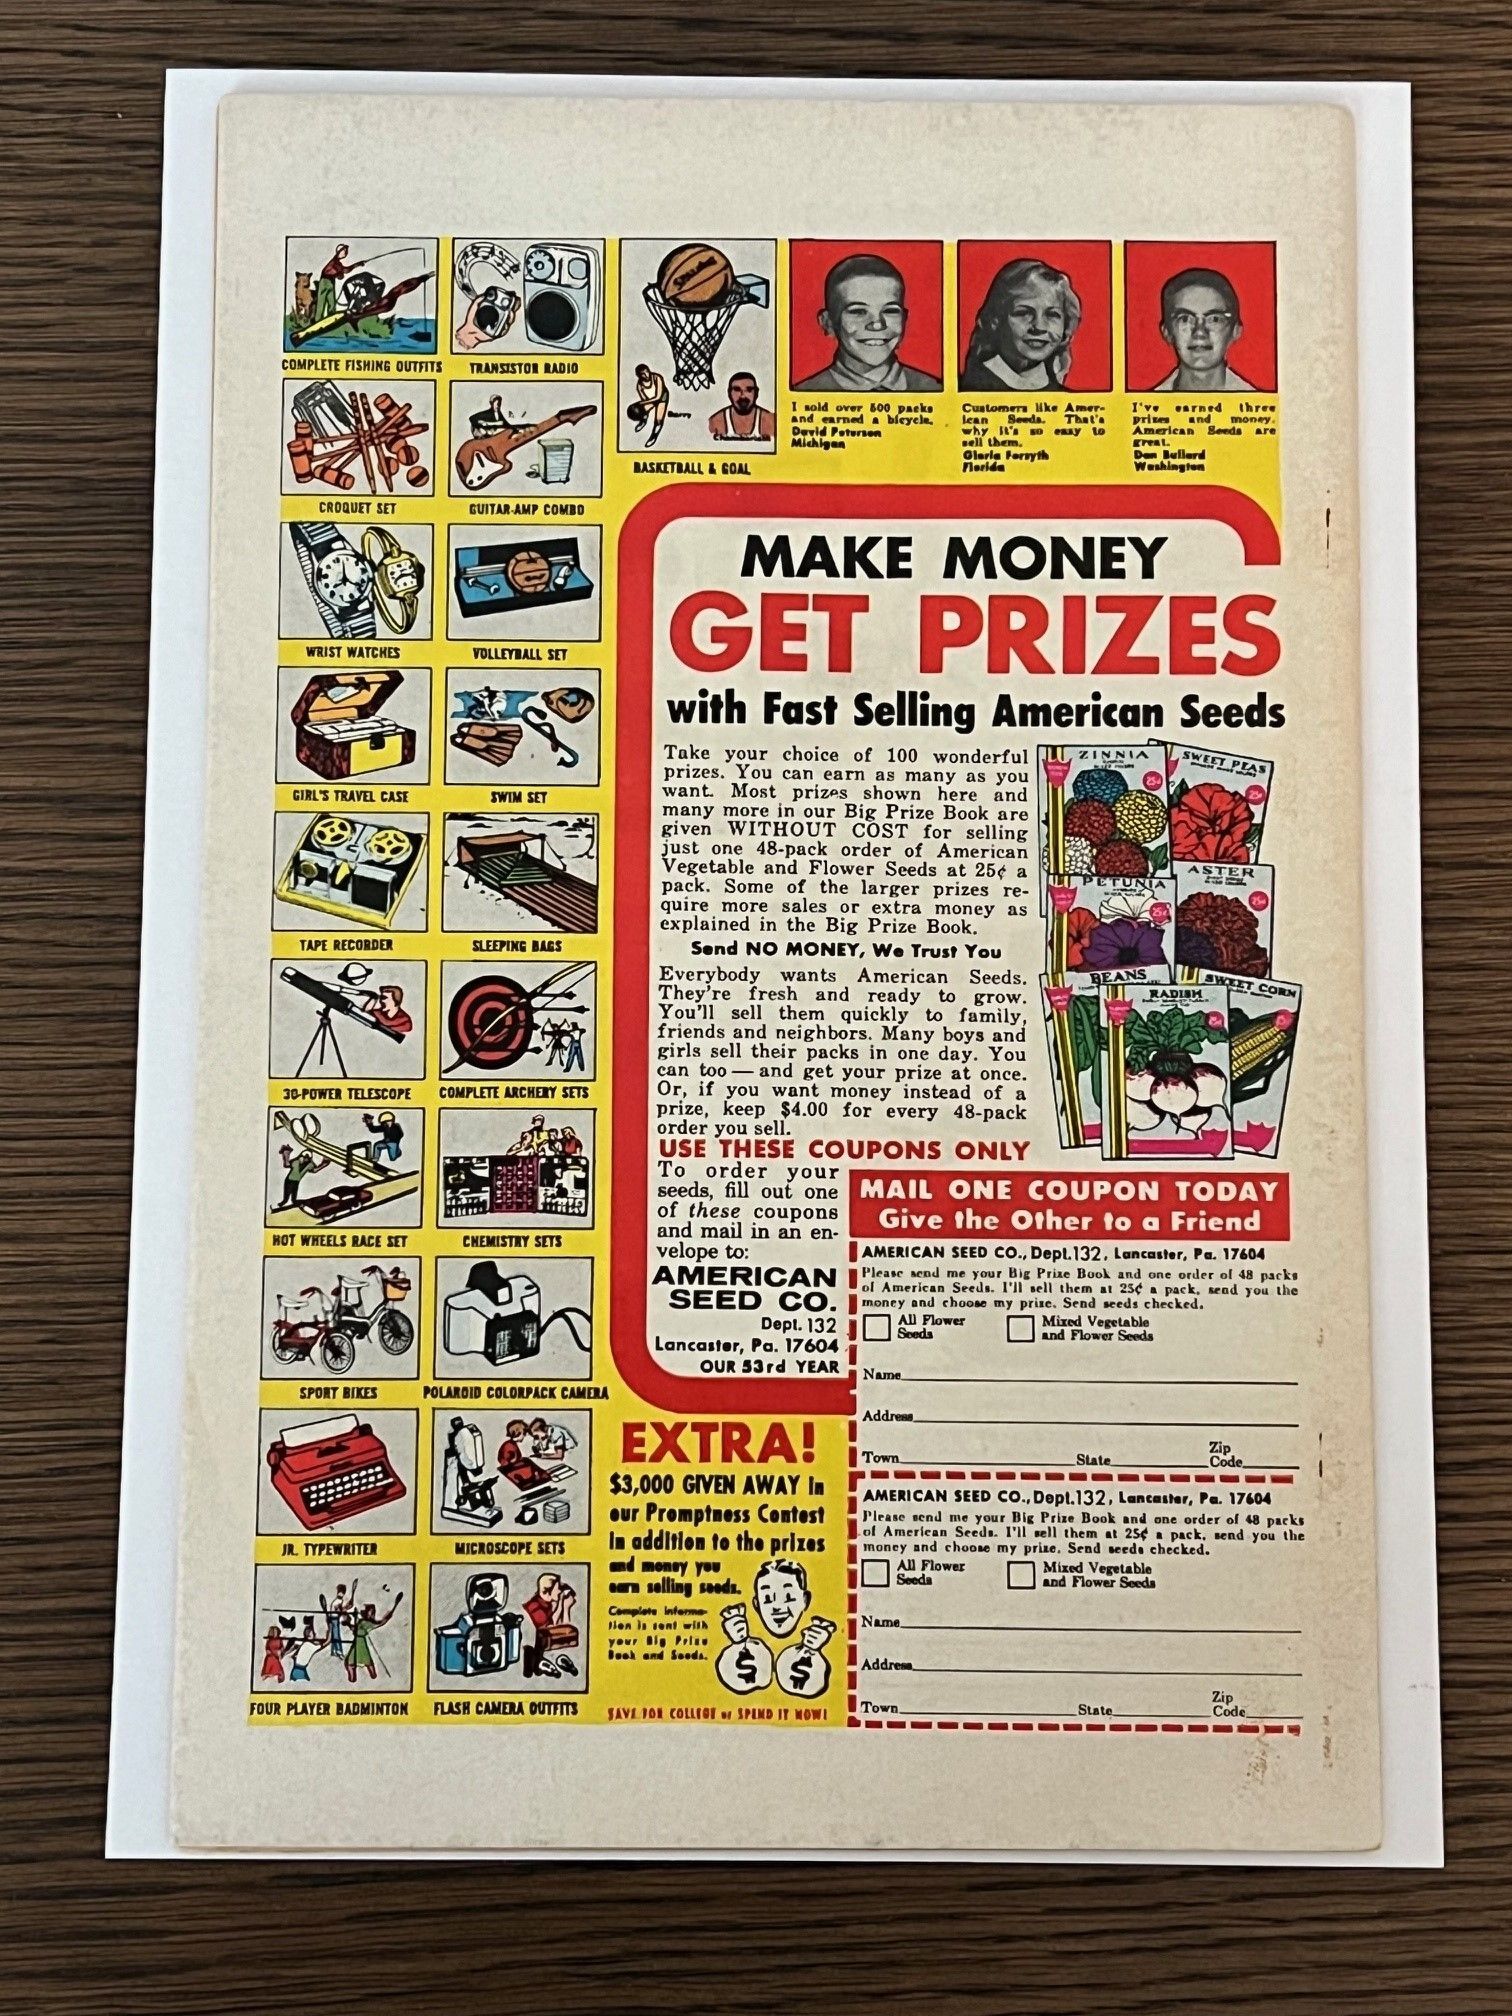 COMPLETE FISHING OUTFITS
TRANSISTOR RADIO
CROQUET SET
GUITAR-AMP COMBO
WRIST WATCHES
VOLLEYBALL SET
GIRL'S TRAVEL CASE
SWIM SET
TAPE RECORDER
SLEEPING BAGS
30-POWER TELESCOPE
COMPLETE ARCHERY SETS
HOT WHEELS RACE SET
CHEMISTRY SETS
SPORT BIKES
POLAROID COLORPACK CAMERA
JR. TYPEWRITER
MICROSCOPE SETS
FOUR PLAYER BADMINTON
FLASH CAMERA OUTFITS
Barry
Chamberlain
BASKETBALL & GOAL
I sold over 500 packs
and earned a bicycle.
David Peterson
Michigan
Customers like Amer-
ican Seeds. That's
why it's so easy to
sell them.
Gloria Forsyth
Florida
I've earned three
prizes and money.
American Seeds are
great.
Don Bullard
Washington
MAKE MONEY
GET PRIZES
with Fast Selling American Seeds
Take your choice of 100 wonderful
prizes. You can earn as many as you
want. Most prizes shown here and
many more in our Big Prize Book are
given WITHOUT COST for selling
just one 48-pack order of American
Vegetable and Flower Seeds at 25¢ a
pack. Some of the larger prizes re-
quire more sales or extra money as
explained in the Big Prize Book.
Send NO MONEY, We Trust You
Everybody wants American Seeds.
They're fresh and ready to grow.
You'll sell them quickly to family,
friends and neighbors. Many boys and
girls sell their packs in one day. You
can too — and get your prize at once.
Or, if you want money instead of a
prize, keep $4.00 for every 48-pack
order you sell.
ZINNIA
25¢
SWEET PEAS
25¢
PETUNIA
25¢
ASTER
25¢
BEANS
RADISH
SWEET CORN
USE THESE COUPONS ONLY
To order your
seeds, fill out one
of these coupons
and mail in an en-
velope to:
AMERICAN
SEED CO.
Dept. 132
Lancaster, Pa. 17604
OUR 53rd YEAR
MAIL ONE COUPON TODAY
Give the Other to a Friend
AMERICAN SEED CO., Dept.132, Lancaster, Pa. 17604
Please send me your Big Prize Book and one order of 48 packs
of American Seeds. I'll sell them at 25¢ a pack, send you the
money and choose my prize. Send seeds checked.
All Flower Seeds
Mixed Vegetable and Flower Seeds
Name
Address
Town State Zip Code
AMERICAN SEED CO., Dept.132, Lancaster, Pa. 17604
Please send me your Big Prize Book and one order of 48 packs
of American Seeds. I'll sell them at 25¢ a pack, send you the
money and choose my prize. Send seeds checked.
All Flower Seeds
Mixed Vegetable and Flower Seeds
Name
Address
Town State Zip Code
EXTRA!
$3,000 GIVEN AWAY in
our Promptness Contest
in addition to the prizes
and money you
earn selling seeds.
Complete informa-
tion is sent with
your Big Prize
Book and Seeds.
$ $
SAVE FOR COLLEGE or SPEND IT NOW!